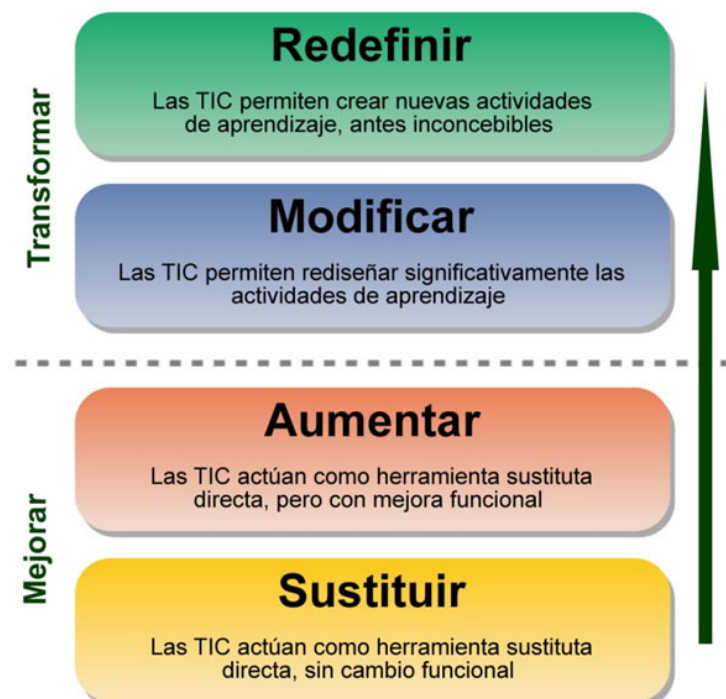 Transformar
Redefinir
Las TIC permiten crear nuevas actividades
de aprendizaje, antes inconcebibles
Modificar
Las TIC permiten rediseñar significativamente las
actividades de aprendizaje
Mejorar
Aumentar
Las TIC actúan como herramienta sustituta
directa, pero con mejora funcional
Sustituir
Las TIC actúan como herramienta sustituta
directa, sin cambio funcional